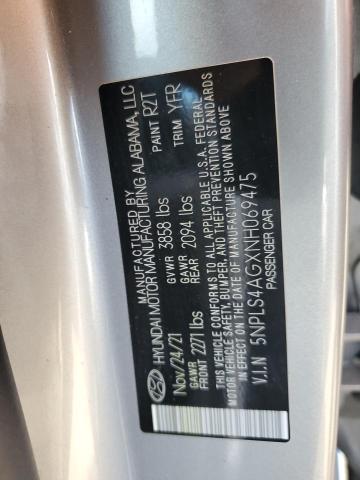 MANUFACTURED BY
HYUNDAI MOTOR MANUFACTURING ALABAMA, LLC
Nov/24/21 GVWR 3858 lbs PAINT R2T
GAWR FRONT 2271 lbs GAWR REAR 2094 lbs TRIM YFR
THIS VEHICLE CONFORMS TO ALL APPLICABLE U.S.A. FEDERAL
MOTOR VEHICLE SAFETY, BUMPER, AND THEFT PREVENTION STANDARDS
IN EFFECT ON THE DATE OF MANUFACTURE SHOWN ABOVE
V.I.N 5NPLS4AGXNH069475
PASSENGER CAR